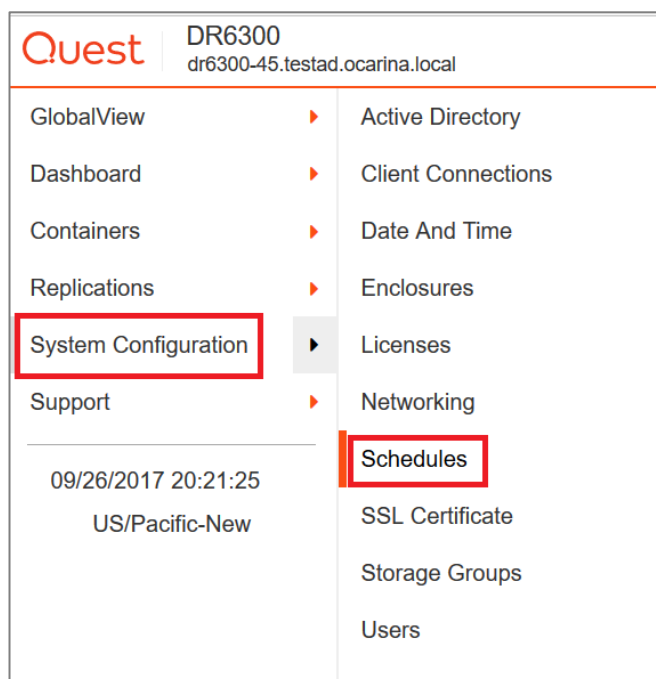 Quest
DR6300
dr6300-45.testad.ocarina.local
GlobalView
Dashboard
Containers
Replications
System Configuration
Support
09/26/2017 20:21:25
US/Pacific-New
Active Directory
Client Connections
Date And Time
Enclosures
Licenses
Networking
Schedules
SSL Certificate
Storage Groups
Users